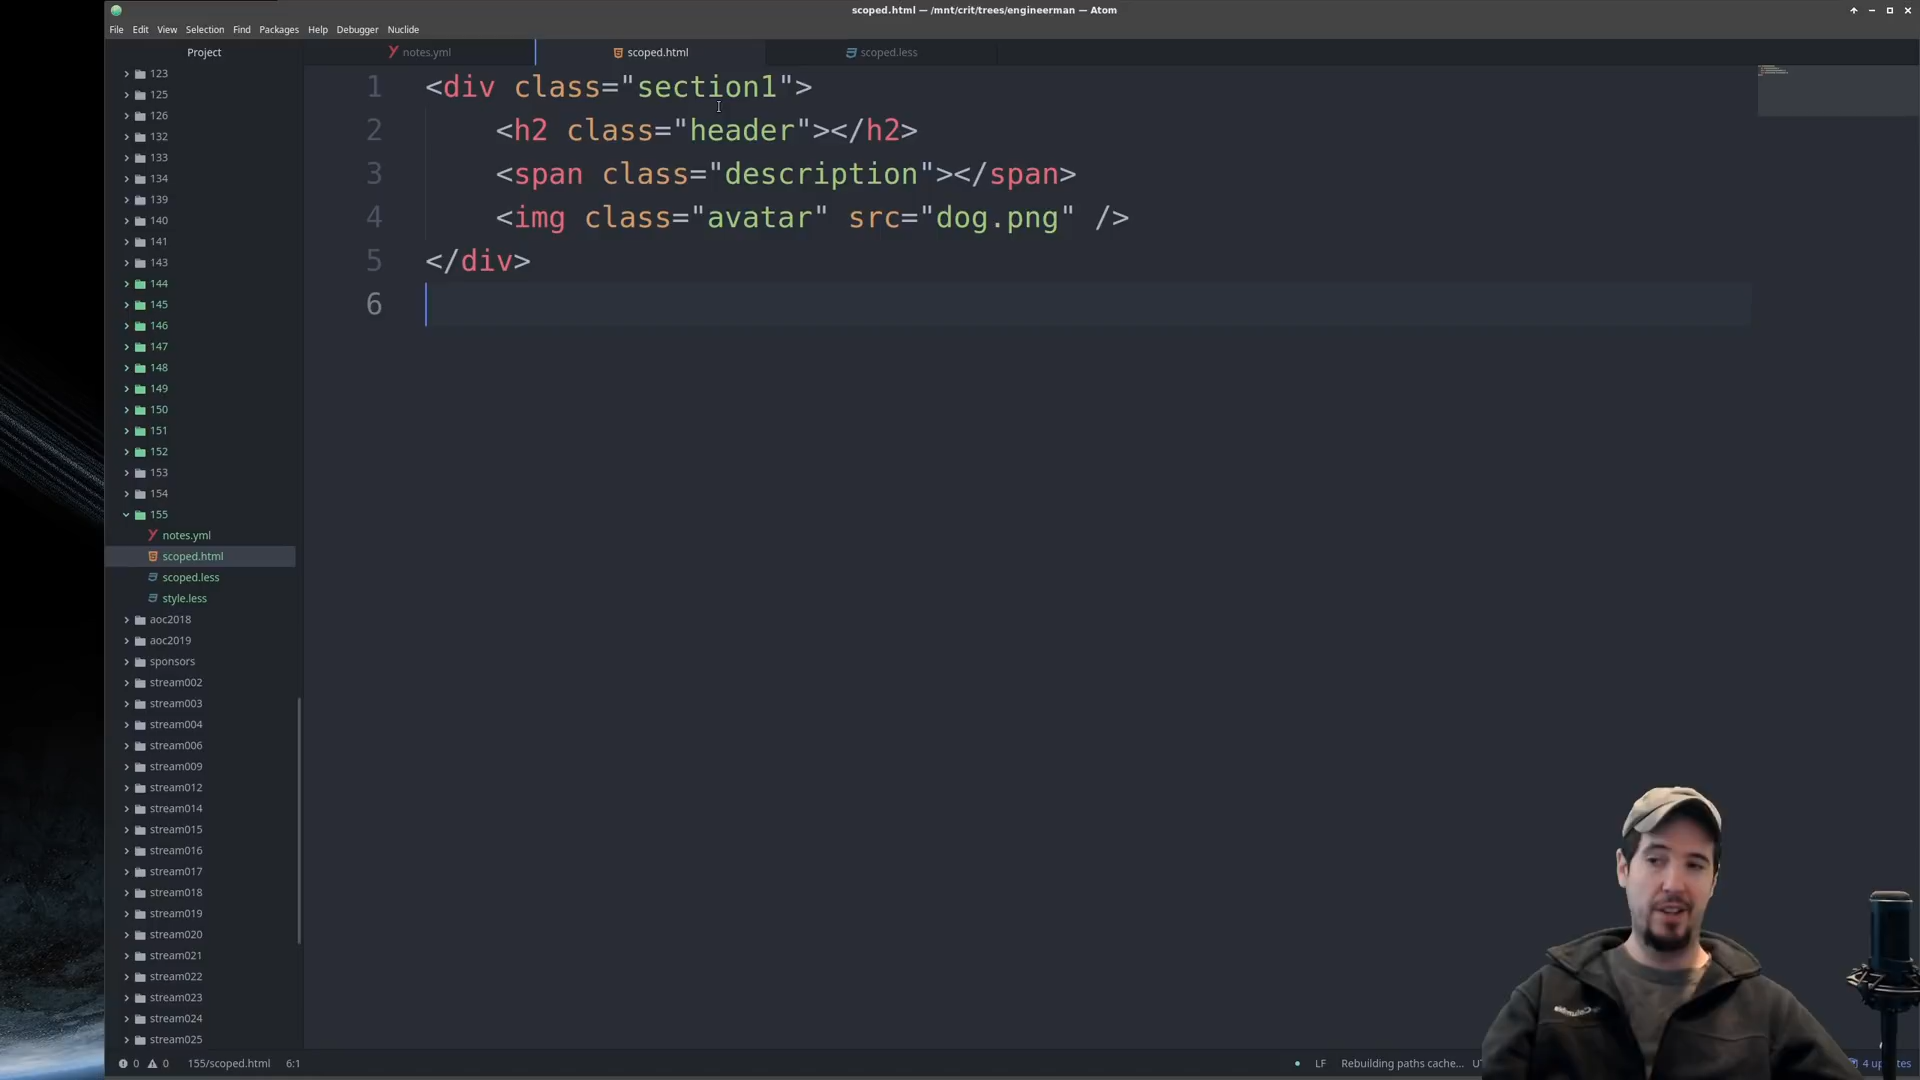 scoped.html — /mnt/crit/trees/engineerman — Atom
File Edit View Selection Find Packages Help Debugger Nuclide
Project
notes.yml
scoped.html
scoped.less
123
125
126
132
133
134
139
140
141
143
144
145
146
147
148
149
150
151
152
153
154
155
notes.yml
scoped.html
scoped.less
style.less
aoc2018
aoc2019
sponsors
stream002
stream003
stream004
stream006
stream009
stream012
stream014
stream015
stream016
stream017
stream018
stream019
stream020
stream021
stream022
stream023
stream024
stream025
1 <div class="section1">
2 <h2 class="header"></h2>
3 <span class="description"></span>
4 <img class="avatar" src="dog.png" />
5 </div>
6
0 0 155/scoped.html 6:1
LF Rebuilding paths cache...
4